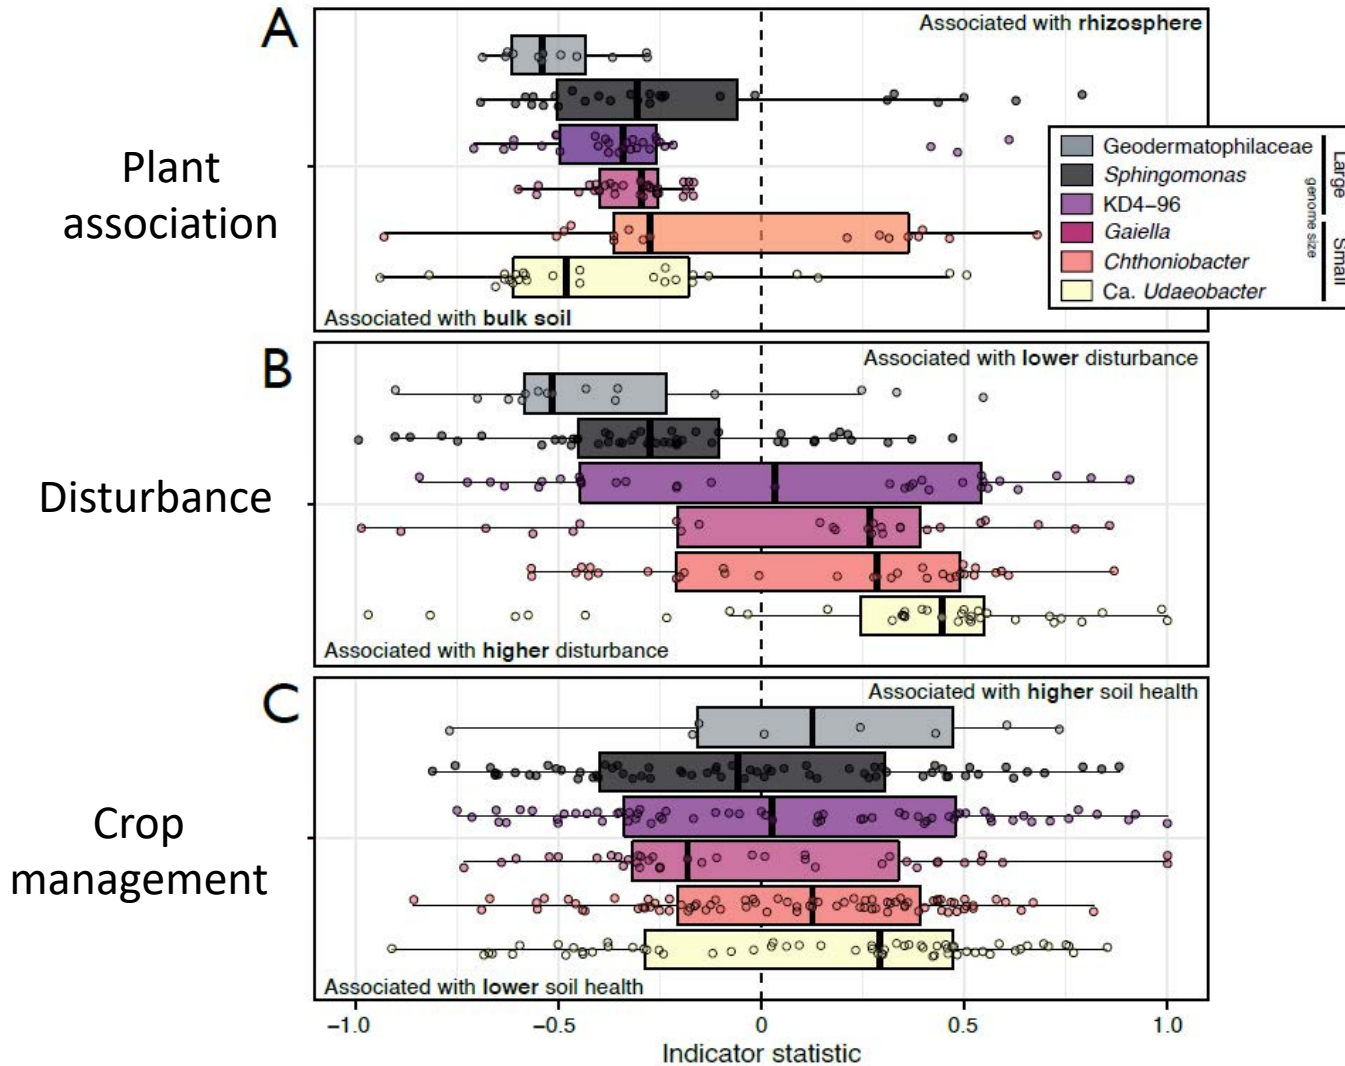 A
Associated with rhizosphere
Plant
association
Associated with bulk soil
Geodermatophilaceae
Sphingomonas
KD4−96
Gaiella
Chthoniobacter
Ca. Udaeobacter
Large
Small
genome size
B
Associated with lower disturbance
Disturbance
Associated with higher disturbance
C
Associated with higher soil health
Crop
management
Associated with lower soil health
−1.0 −0.5 0 0.5 1.0
Indicator statistic